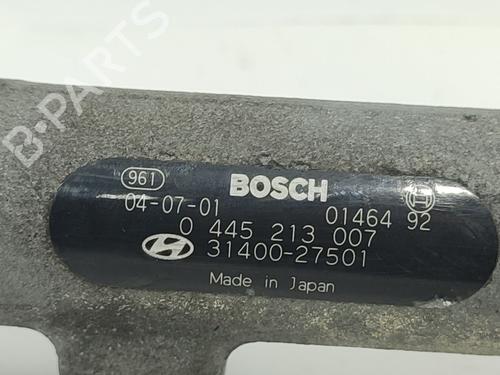 B-PARTS
961 BOSCH
04-07-01 01464 92
0 445 213 007
31400-27501
Made in Japan